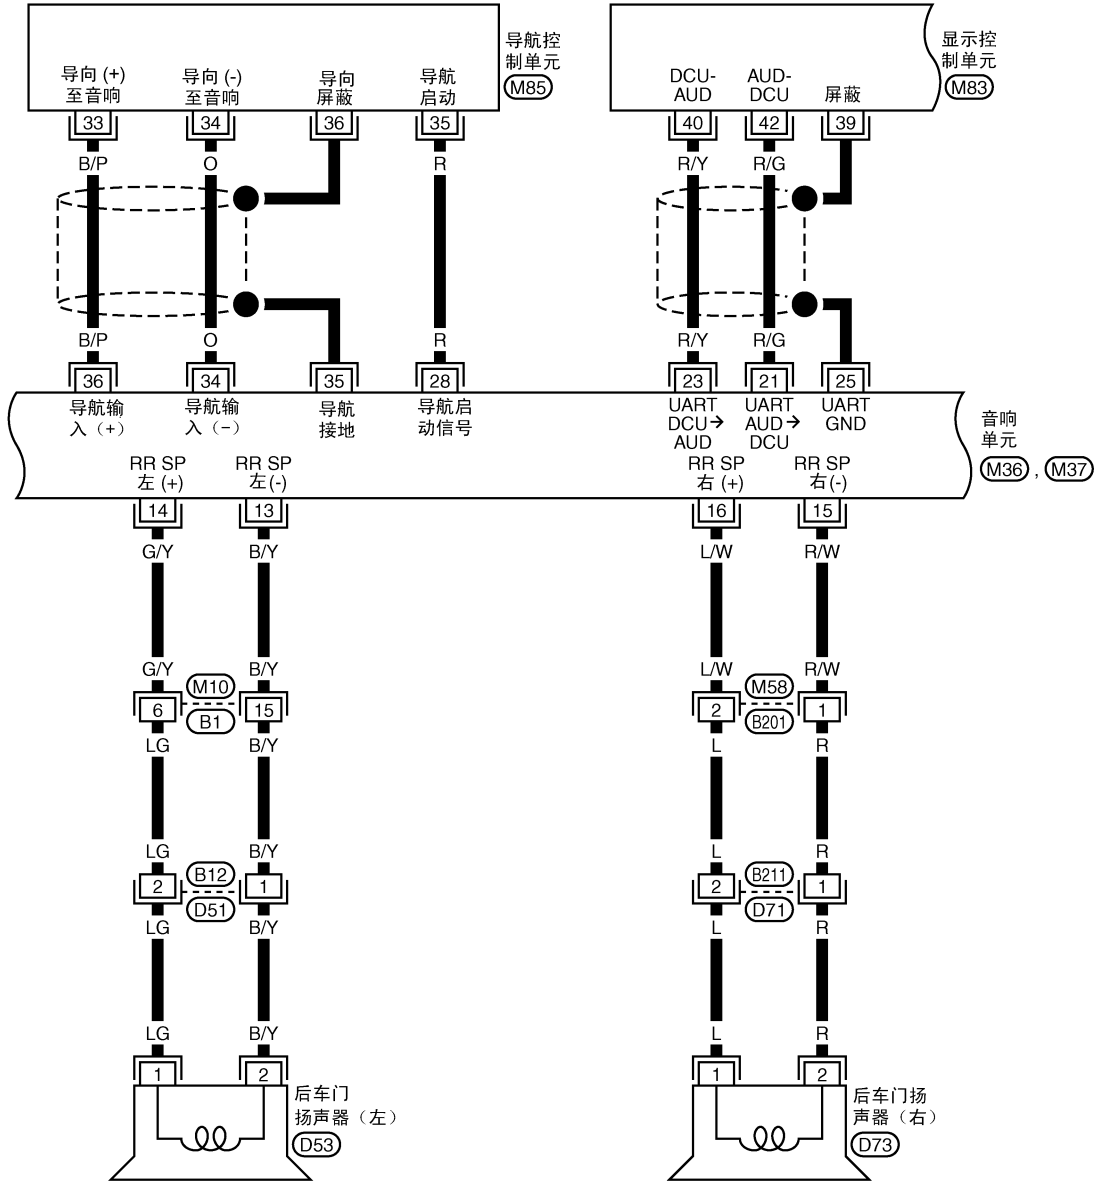 导航控
制单元
M85
显示控
制单元
M83
导向 (+)
至音响
导向 (-)
至音响
导向
屏蔽
导航
启动
DCU-
AUD
AUD-
DCU
屏蔽
33 34 36 35 40 42 39
B/P O R R/Y R/G
B/P O R R/Y R/G
36 34 35 28 23 21 25
导航输
入（+）
导航输
入（−）
导航
接地
导航启
动信号
UART
DCU→
AUD
UART
AUD→
DCU
UART
GND
音响
单元
M36 , M37
RR SP
左 (+)
RR SP
左(-)
RR SP
右 (+)
RR SP
右(-)
14 13 16 15
G/Y B/Y L/W R/W
G/Y B/Y L/W R/W
M10 M58
6 15 2 1
B1 B201
LG B/Y L R
LG B/Y L R
B12 B211
2 1 2 1
D51 D71
LG B/Y L R
LG B/Y L R
1 2 1 2
后车门
扬声器（左）
D53
后车门扬
声器（右）
D73